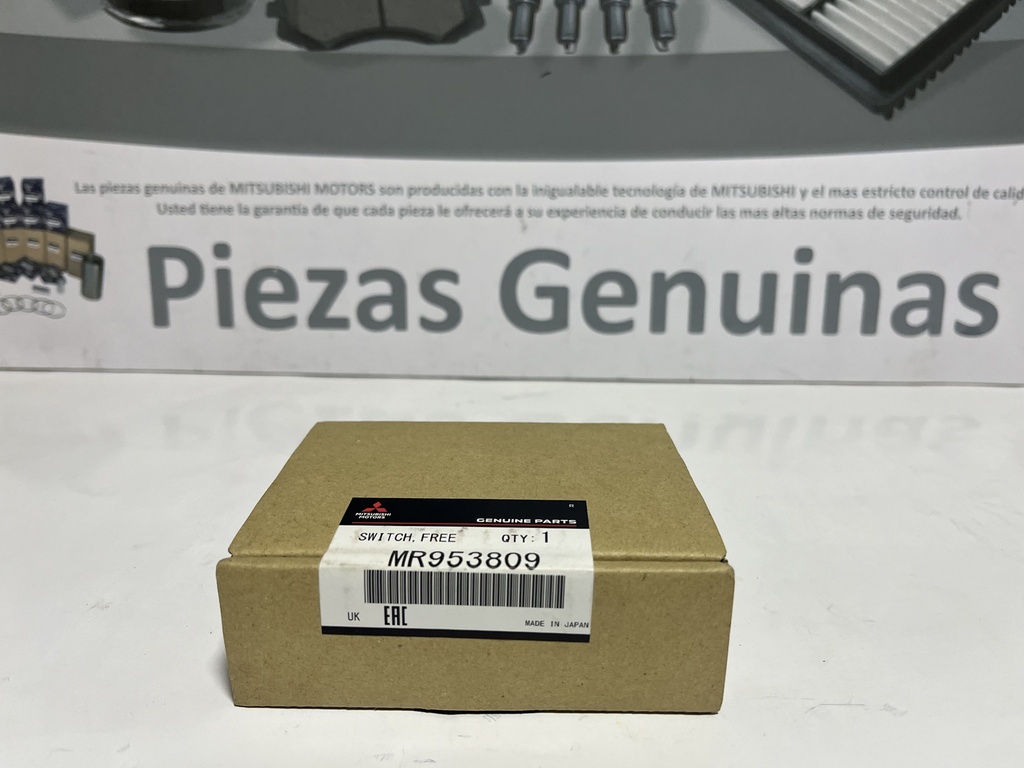 Las piezas genuinas de MITSUBISHI MOTORS son producidas con la inigualable tecnología de MITSUBISHI y el mas estricto control de calid
Usted tiene la garantía de que cada pieza le ofrecerá a su experiencia de conducir las mas altas normas de seguridad.
Piezas Genuinas
MITSUBISHI
MOTORS
GENUINE PARTS
SWITCH, FREE QTY: 1
MR953809
UK EAC MADE IN JAPAN